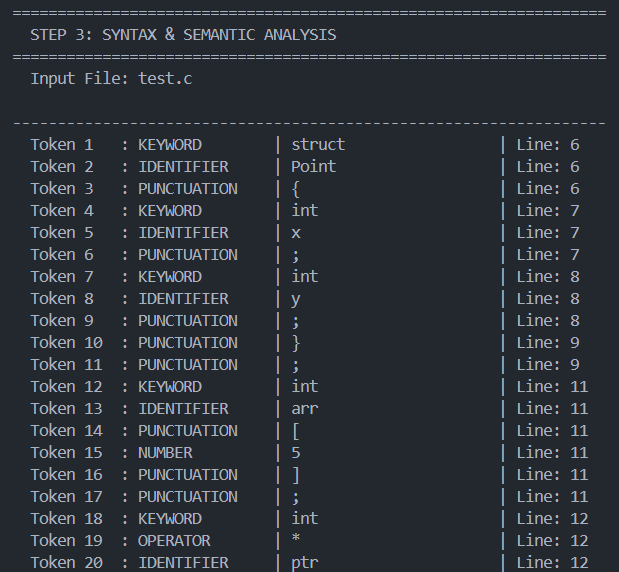 ==================================================================
STEP 3: SYNTAX & SEMANTIC ANALYSIS
==================================================================
Input File: test.c
------------------------------------------------------------------
Token 1   : KEYWORD        | struct                 | Line: 6
Token 2   : IDENTIFIER     | Point                  | Line: 6
Token 3   : PUNCTUATION    | {                      | Line: 6
Token 4   : KEYWORD        | int                    | Line: 7
Token 5   : IDENTIFIER     | x                      | Line: 7
Token 6   : PUNCTUATION    | ;                      | Line: 7
Token 7   : KEYWORD        | int                    | Line: 8
Token 8   : IDENTIFIER     | y                      | Line: 8
Token 9   : PUNCTUATION    | ;                      | Line: 8
Token 10  : PUNCTUATION    | }                      | Line: 9
Token 11  : PUNCTUATION    | ;                      | Line: 9
Token 12  : KEYWORD        | int                    | Line: 11
Token 13  : IDENTIFIER     | arr                    | Line: 11
Token 14  : PUNCTUATION    | [                      | Line: 11
Token 15  : NUMBER         | 5                      | Line: 11
Token 16  : PUNCTUATION    | ]                      | Line: 11
Token 17  : PUNCTUATION    | ;                      | Line: 11
Token 18  : KEYWORD        | int                    | Line: 12
Token 19  : OPERATOR       | *                      | Line: 12
Token 20  : IDENTIFIER     | ptr                    | Line: 12